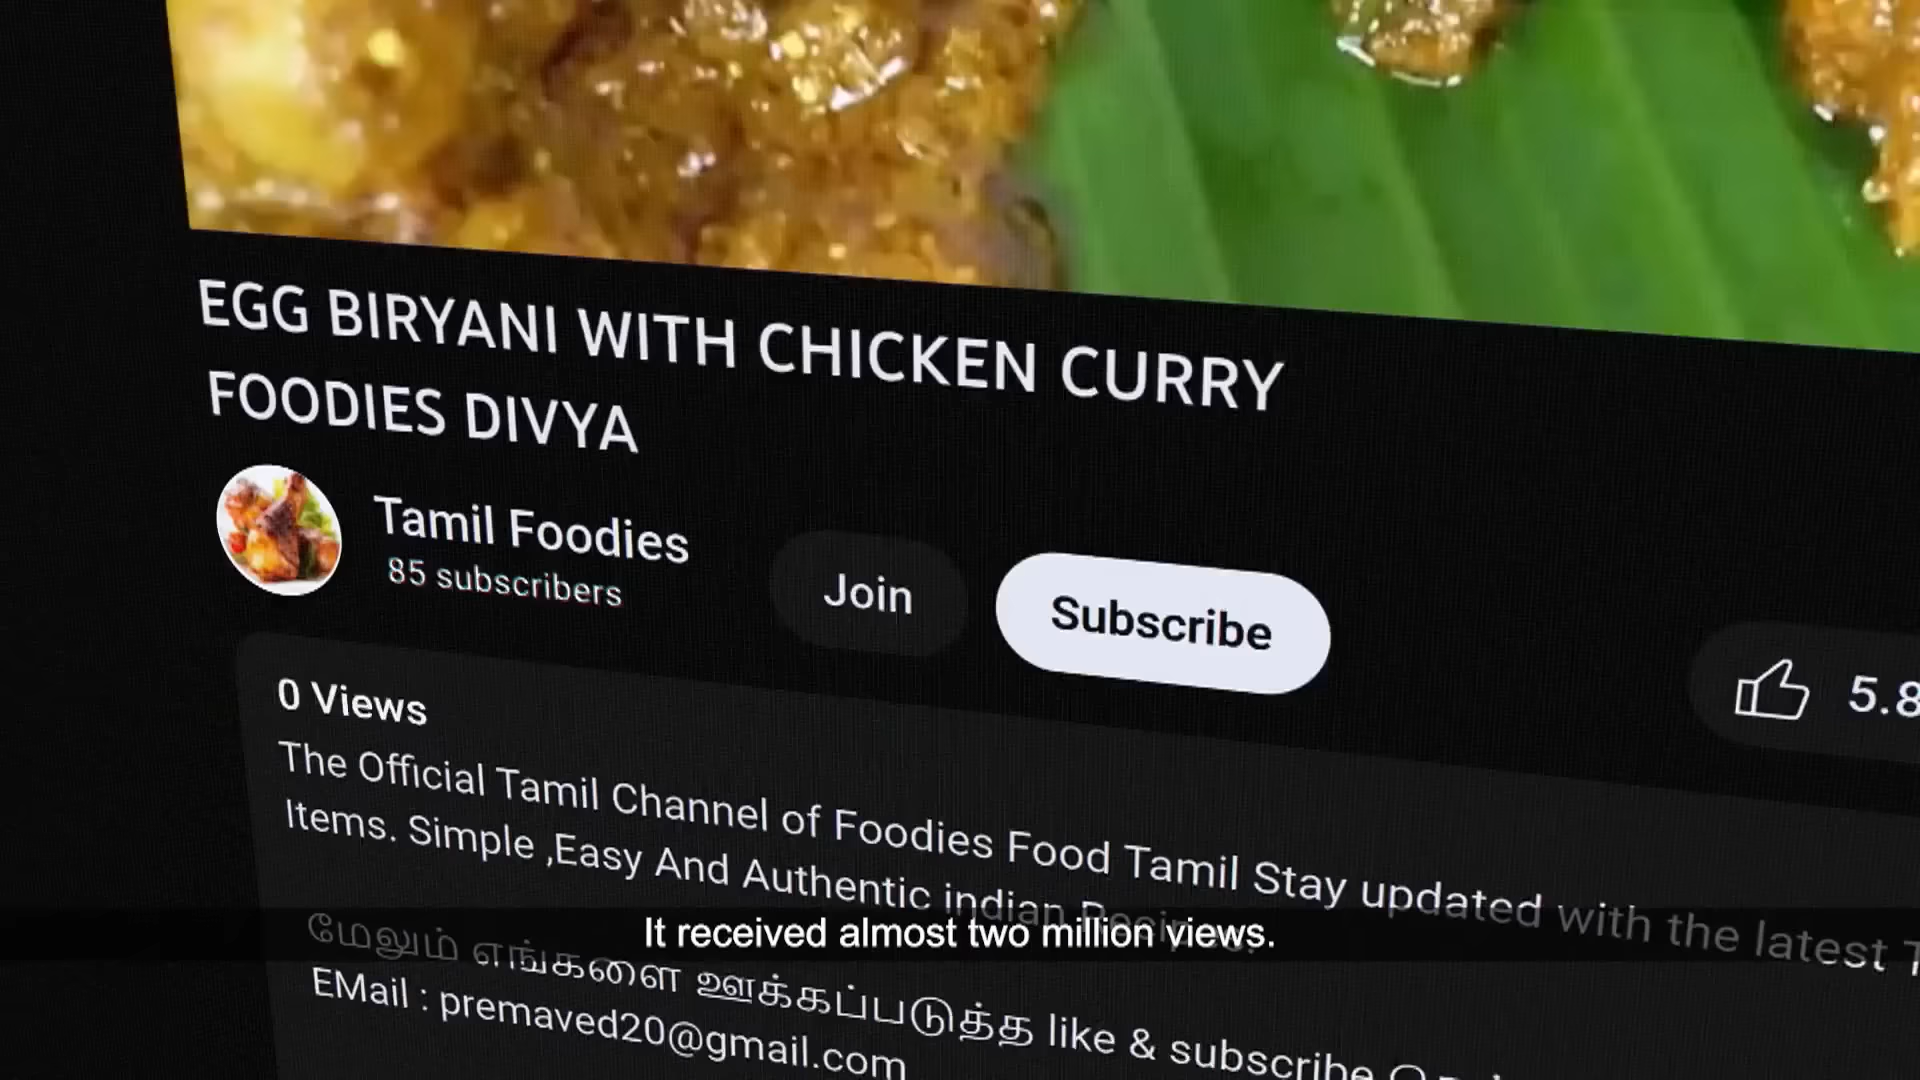 EGG BIRYANI WITH CHICKEN CURRY
FOODIES DIVYA
Tamil Foodies
85 subscribers
Join
Subscribe
5.8
0 Views
The Official Tamil Channel of Foodies Food Tamil Stay updated with the latest
Items. Simple ,Easy And Authentic indian
It received almost two million views.
மேலும் எங்களை ஊக்கப்படுத்த like & subscribe
EMail : premaved20@gmail.com